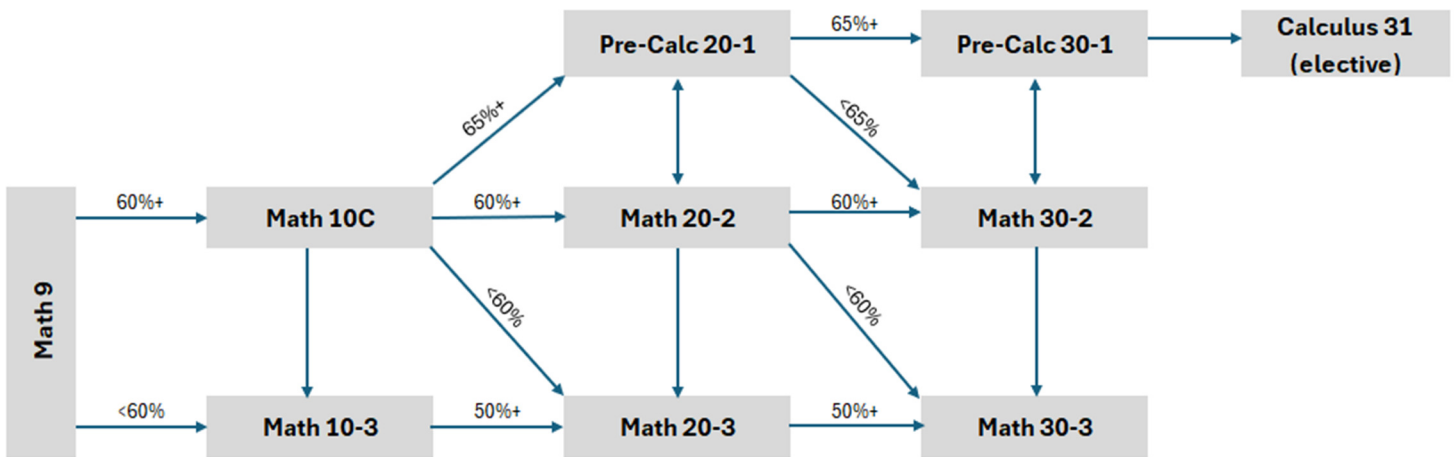 Pre-Calc 20-1
65%+
Pre-Calc 30-1
Calculus 31
(elective)
65%+
<65%
Math 9
60%+
Math 10C
60%+
Math 20-2
60%+
Math 30-2
<60%
<60%
<60%
Math 10-3
50%+
Math 20-3
50%+
Math 30-3